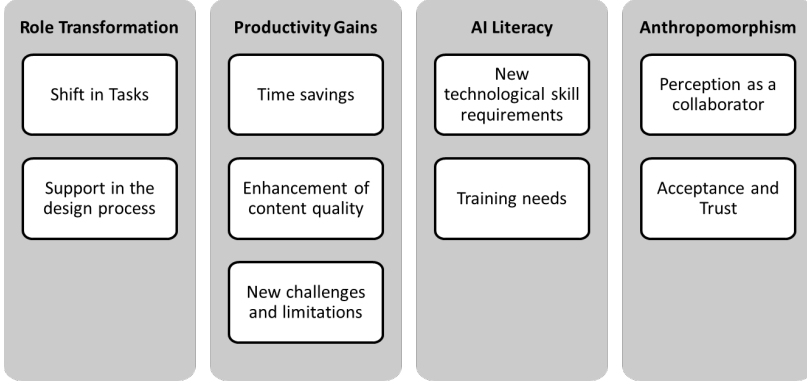 Role Transformation
Shift in Tasks
Support in the
design process
Productivity Gains
Time savings
Enhancement of
content quality
New challenges
and limitations
AI Literacy
New
technological skill
requirements
Training needs
Anthropomorphism
Perception as a
collaborator
Acceptance and
Trust